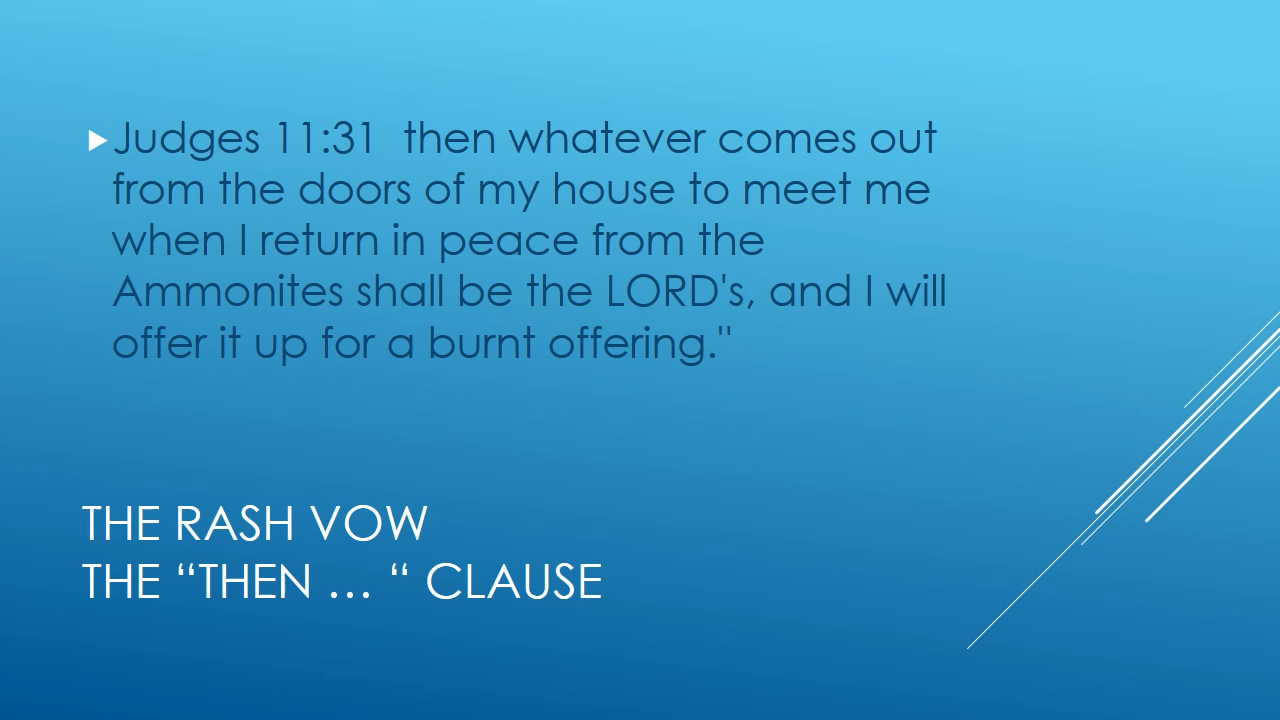 Judges 11:31  then whatever comes out
from the doors of my house to meet me
when I return in peace from the
Ammonites shall be the LORD's, and I will
offer it up for a burnt offering."
THE RASH VOW
THE “THEN … “ CLAUSE